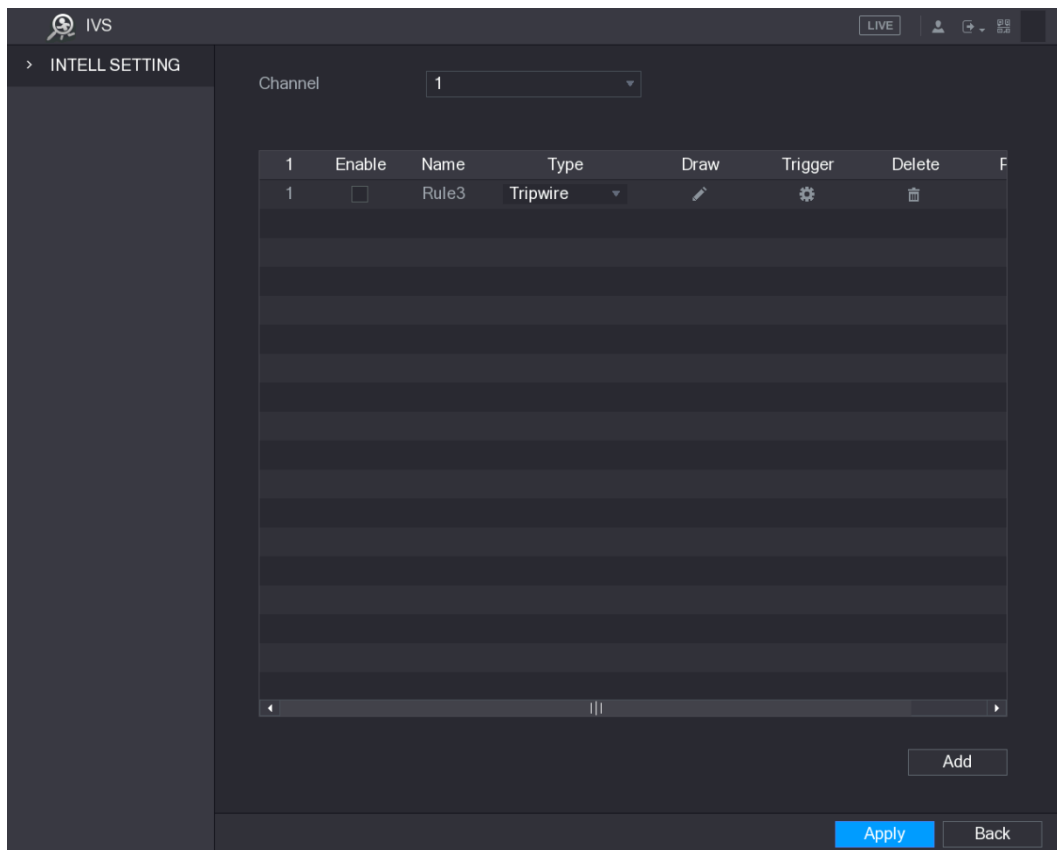 IVS LIVE
INTELL SETTING
Channel 1
1 Enable Name Type Draw Trigger Delete
1 Rule3 Tripwire
Add
Apply Back